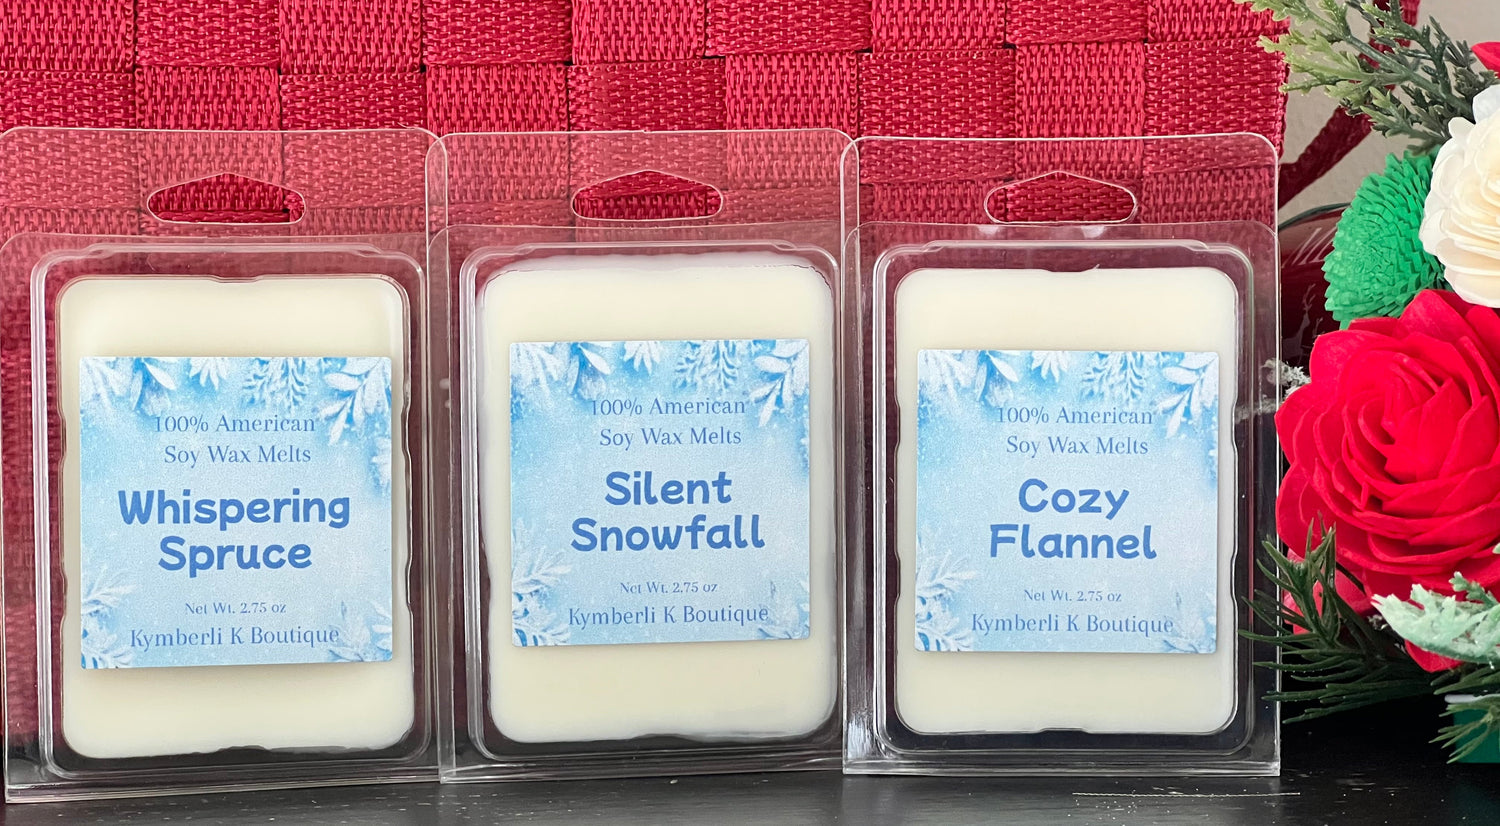 100% American
Soy Wax Melts
Whispering
Spruce
Net Wt. 2.75 oz
Kymberli K Boutique
100% American
Soy Wax Melts
Silent
Snowfall
Net Wt. 2.75 oz
Kymberli K Boutique
100% American
Soy Wax Melts
Cozy
Flannel
Net Wt. 2.75 oz
Kymberli K Boutique